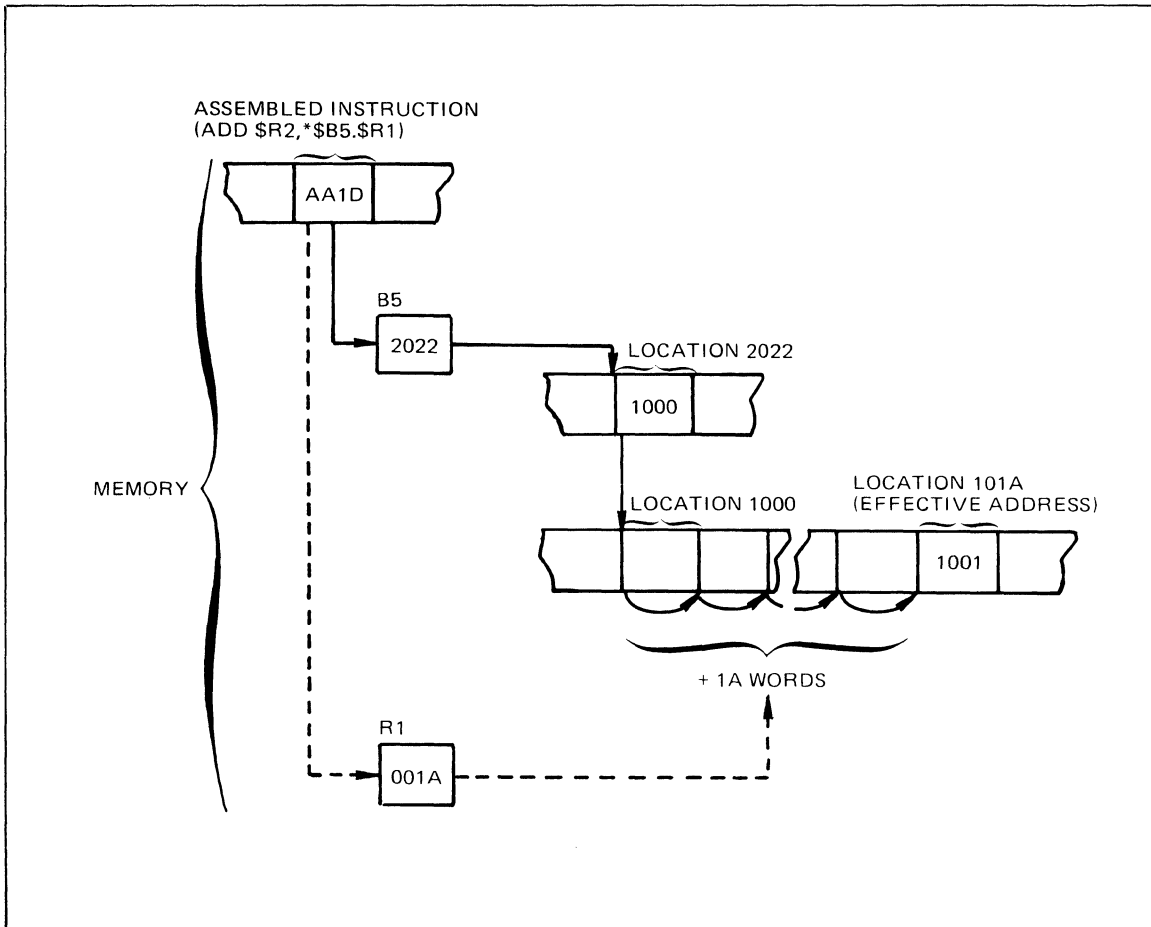 ASSEMBLED INSTRUCTION
(ADD $R2,*$B5.$R1)
AA1D
B5
2022
LOCATION 2022
1000
MEMORY
LOCATION 1000
LOCATION 101A
(EFFECTIVE ADDRESS)
1001
+ 1A WORDS
R1
001A